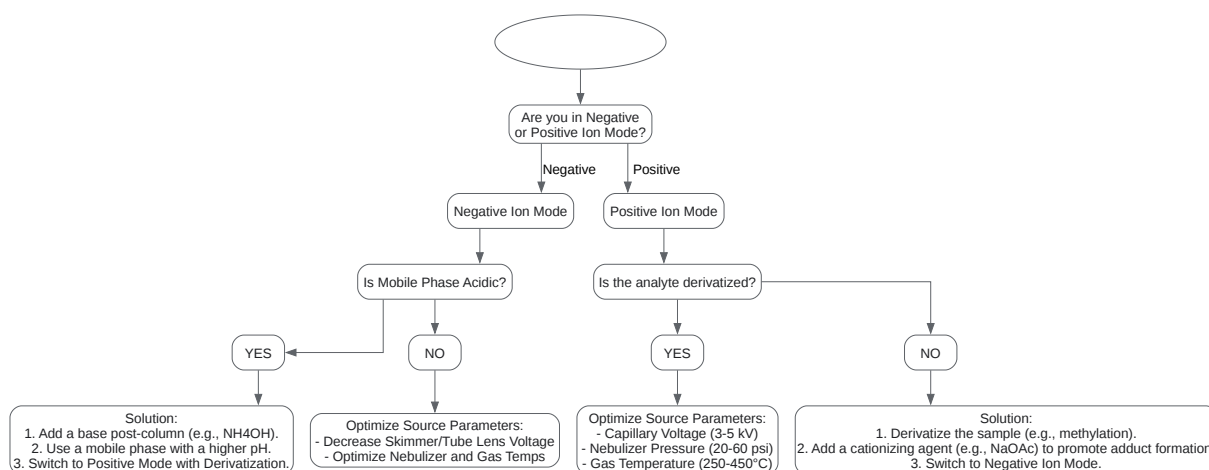 Are you in Negative
or Positive Ion Mode?
Negative
Positive
Negative Ion Mode
Positive Ion Mode
Is Mobile Phase Acidic?
Is the analyte derivatized?
YES
NO
YES
NO
Solution:
1. Add a base post-column (e.g., NH4OH).
2. Use a mobile phase with a higher pH.
3. Switch to Positive Mode with Derivatization.
Optimize Source Parameters:
- Decrease Skimmer/Tube Lens Voltage
- Optimize Nebulizer and Gas Temps
Optimize Source Parameters:
- Capillary Voltage (3-5 kV)
- Nebulizer Pressure (20-60 psi)
- Gas Temperature (250-450°C)
Solution:
1. Derivatize the sample (e.g., methylation).
2. Add a cationizing agent (e.g., NaOAc) to promote adduct formation
3. Switch to Negative Ion Mode.